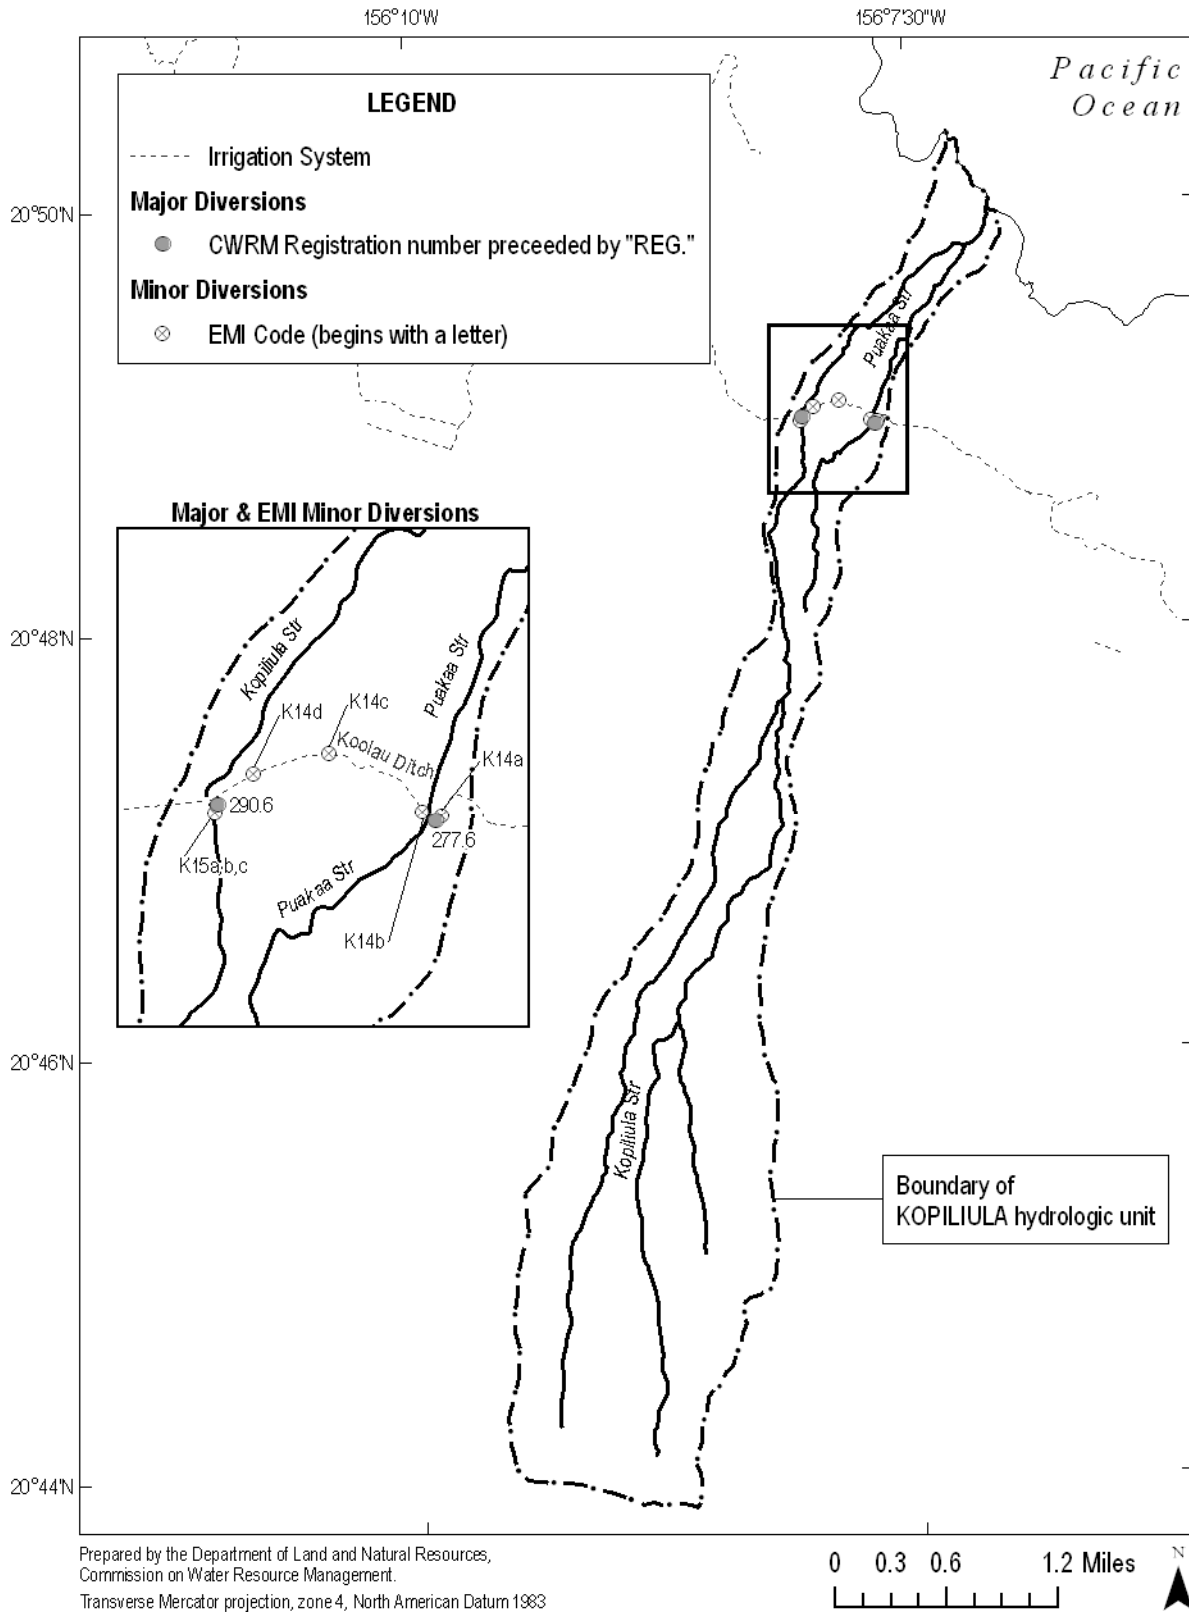 156°10'W
156°7'30"W
Pacific
Ocean
LEGEND
Irrigation System
Major Diversions
CWRM Registration number preceeded by "REG."
Minor Diversions
EMI Code (begins with a letter)
20°50'N
Puakaa Str
Major & EMI Minor Diversions
Kopiliula Str
Puakaa Str
K14d
K14c
Koolau Ditch
K14a
290.6
277.6
K15a,b,c
Puakaa Str
K14b
20°48'N
20°46'N
Kopiliula Str
Boundary of
KOPILIULA hydrologic unit
20°44'N
Prepared by the Department of Land and Natural Resources,
Commission on Water Resource Management.
Transverse Mercator projection, zone 4, North American Datum 1983
0 0.3 0.6 1.2 Miles
N